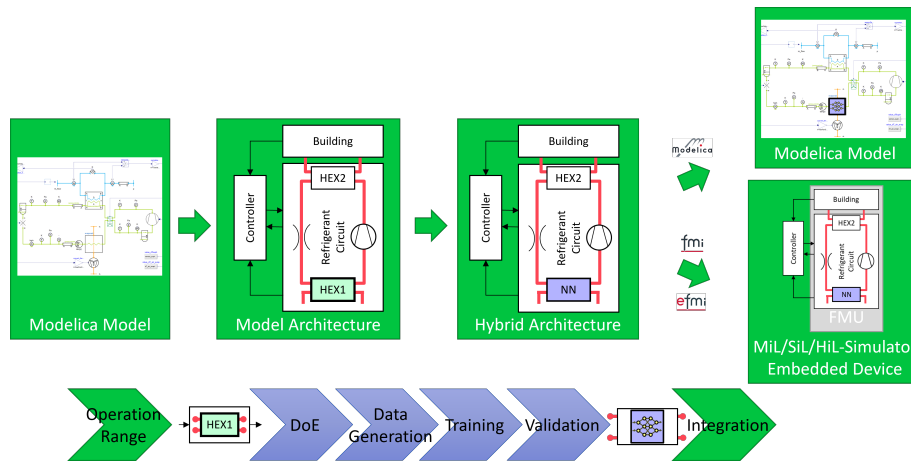 Modelica Model
Building
HEX2
Controller
Refrigerant
Circuit
HEX1
Model Architecture
Building
HEX2
Controller
Refrigerant
Circuit
NN
Hybrid Architecture
Modelica
fmi
efmi
Modelica Model
Building
HEX2
Controller
Refrigerant
Circuit
NN
FMU
MiL/SiL/HiL-Simulato
Embedded Device
Operation
Range
HEX1
DoE
Data
Generation
Training
Validation
Integration